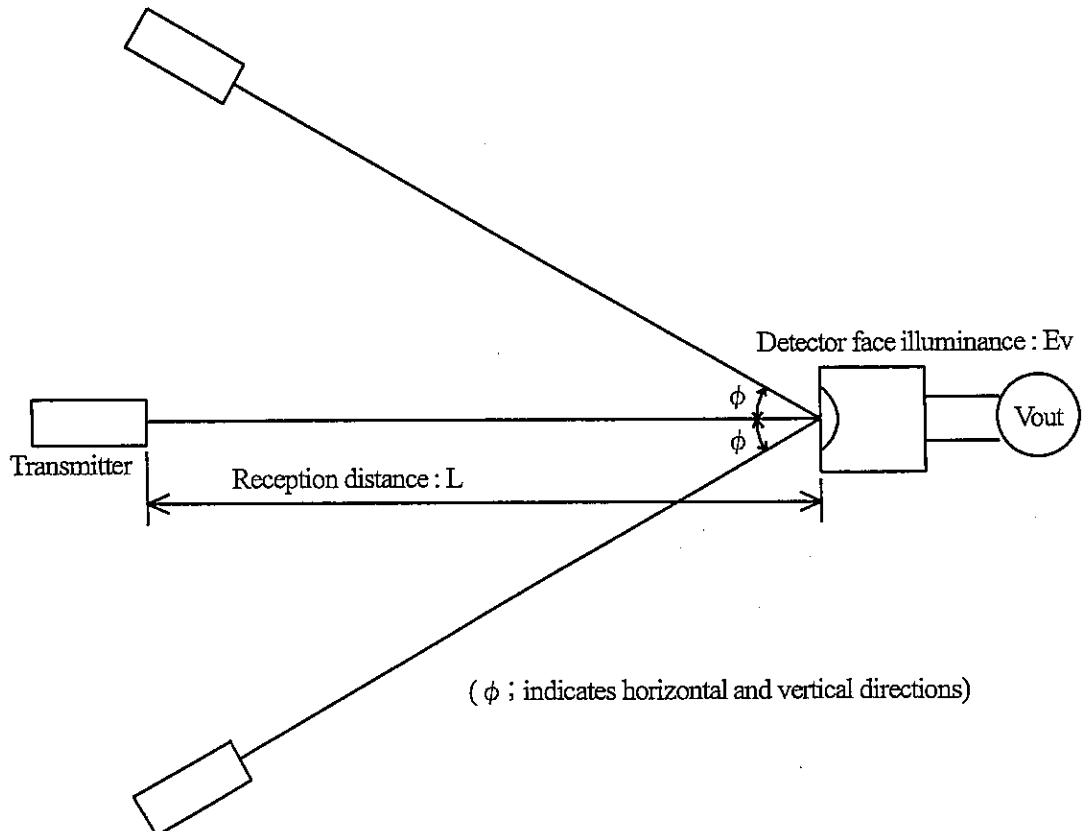 Detector face illuminance : Ev
ϕ
Vout
ϕ
Transmitter
Reception distance : L
( ϕ ; indicates horizontal and vertical directions)